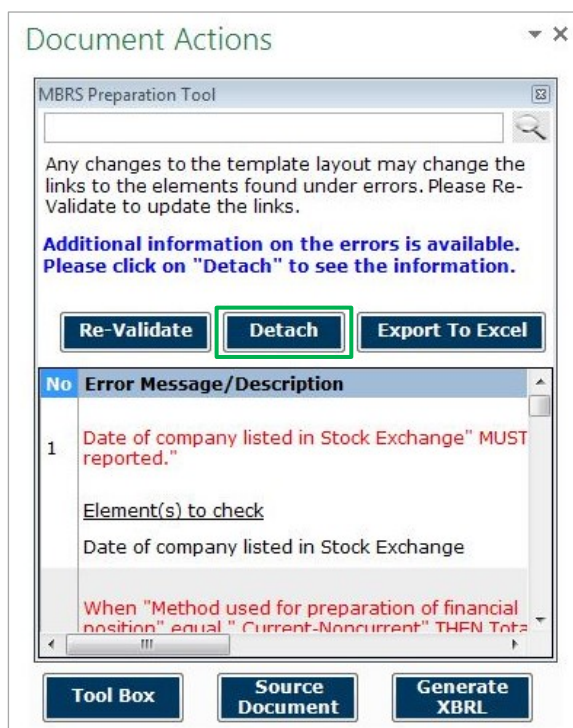 Document Actions
MBRS Preparation Tool
Any changes to the template layout may change the
links to the elements found under errors. Please Re-
Validate to update the links.
Additional information on the errors is available.
Please click on "Detach" to see the information.
Re-Validate Detach Export To Excel
No Error Message/Description
1 Date of company listed in Stock Exchange" MUST
reported."
Element(s) to check
Date of company listed in Stock Exchange
When "Method used for preparation of financial
position" equal " Current-Noncurrent" THEN Tota
Tool Box Source Generate
Document XBRL